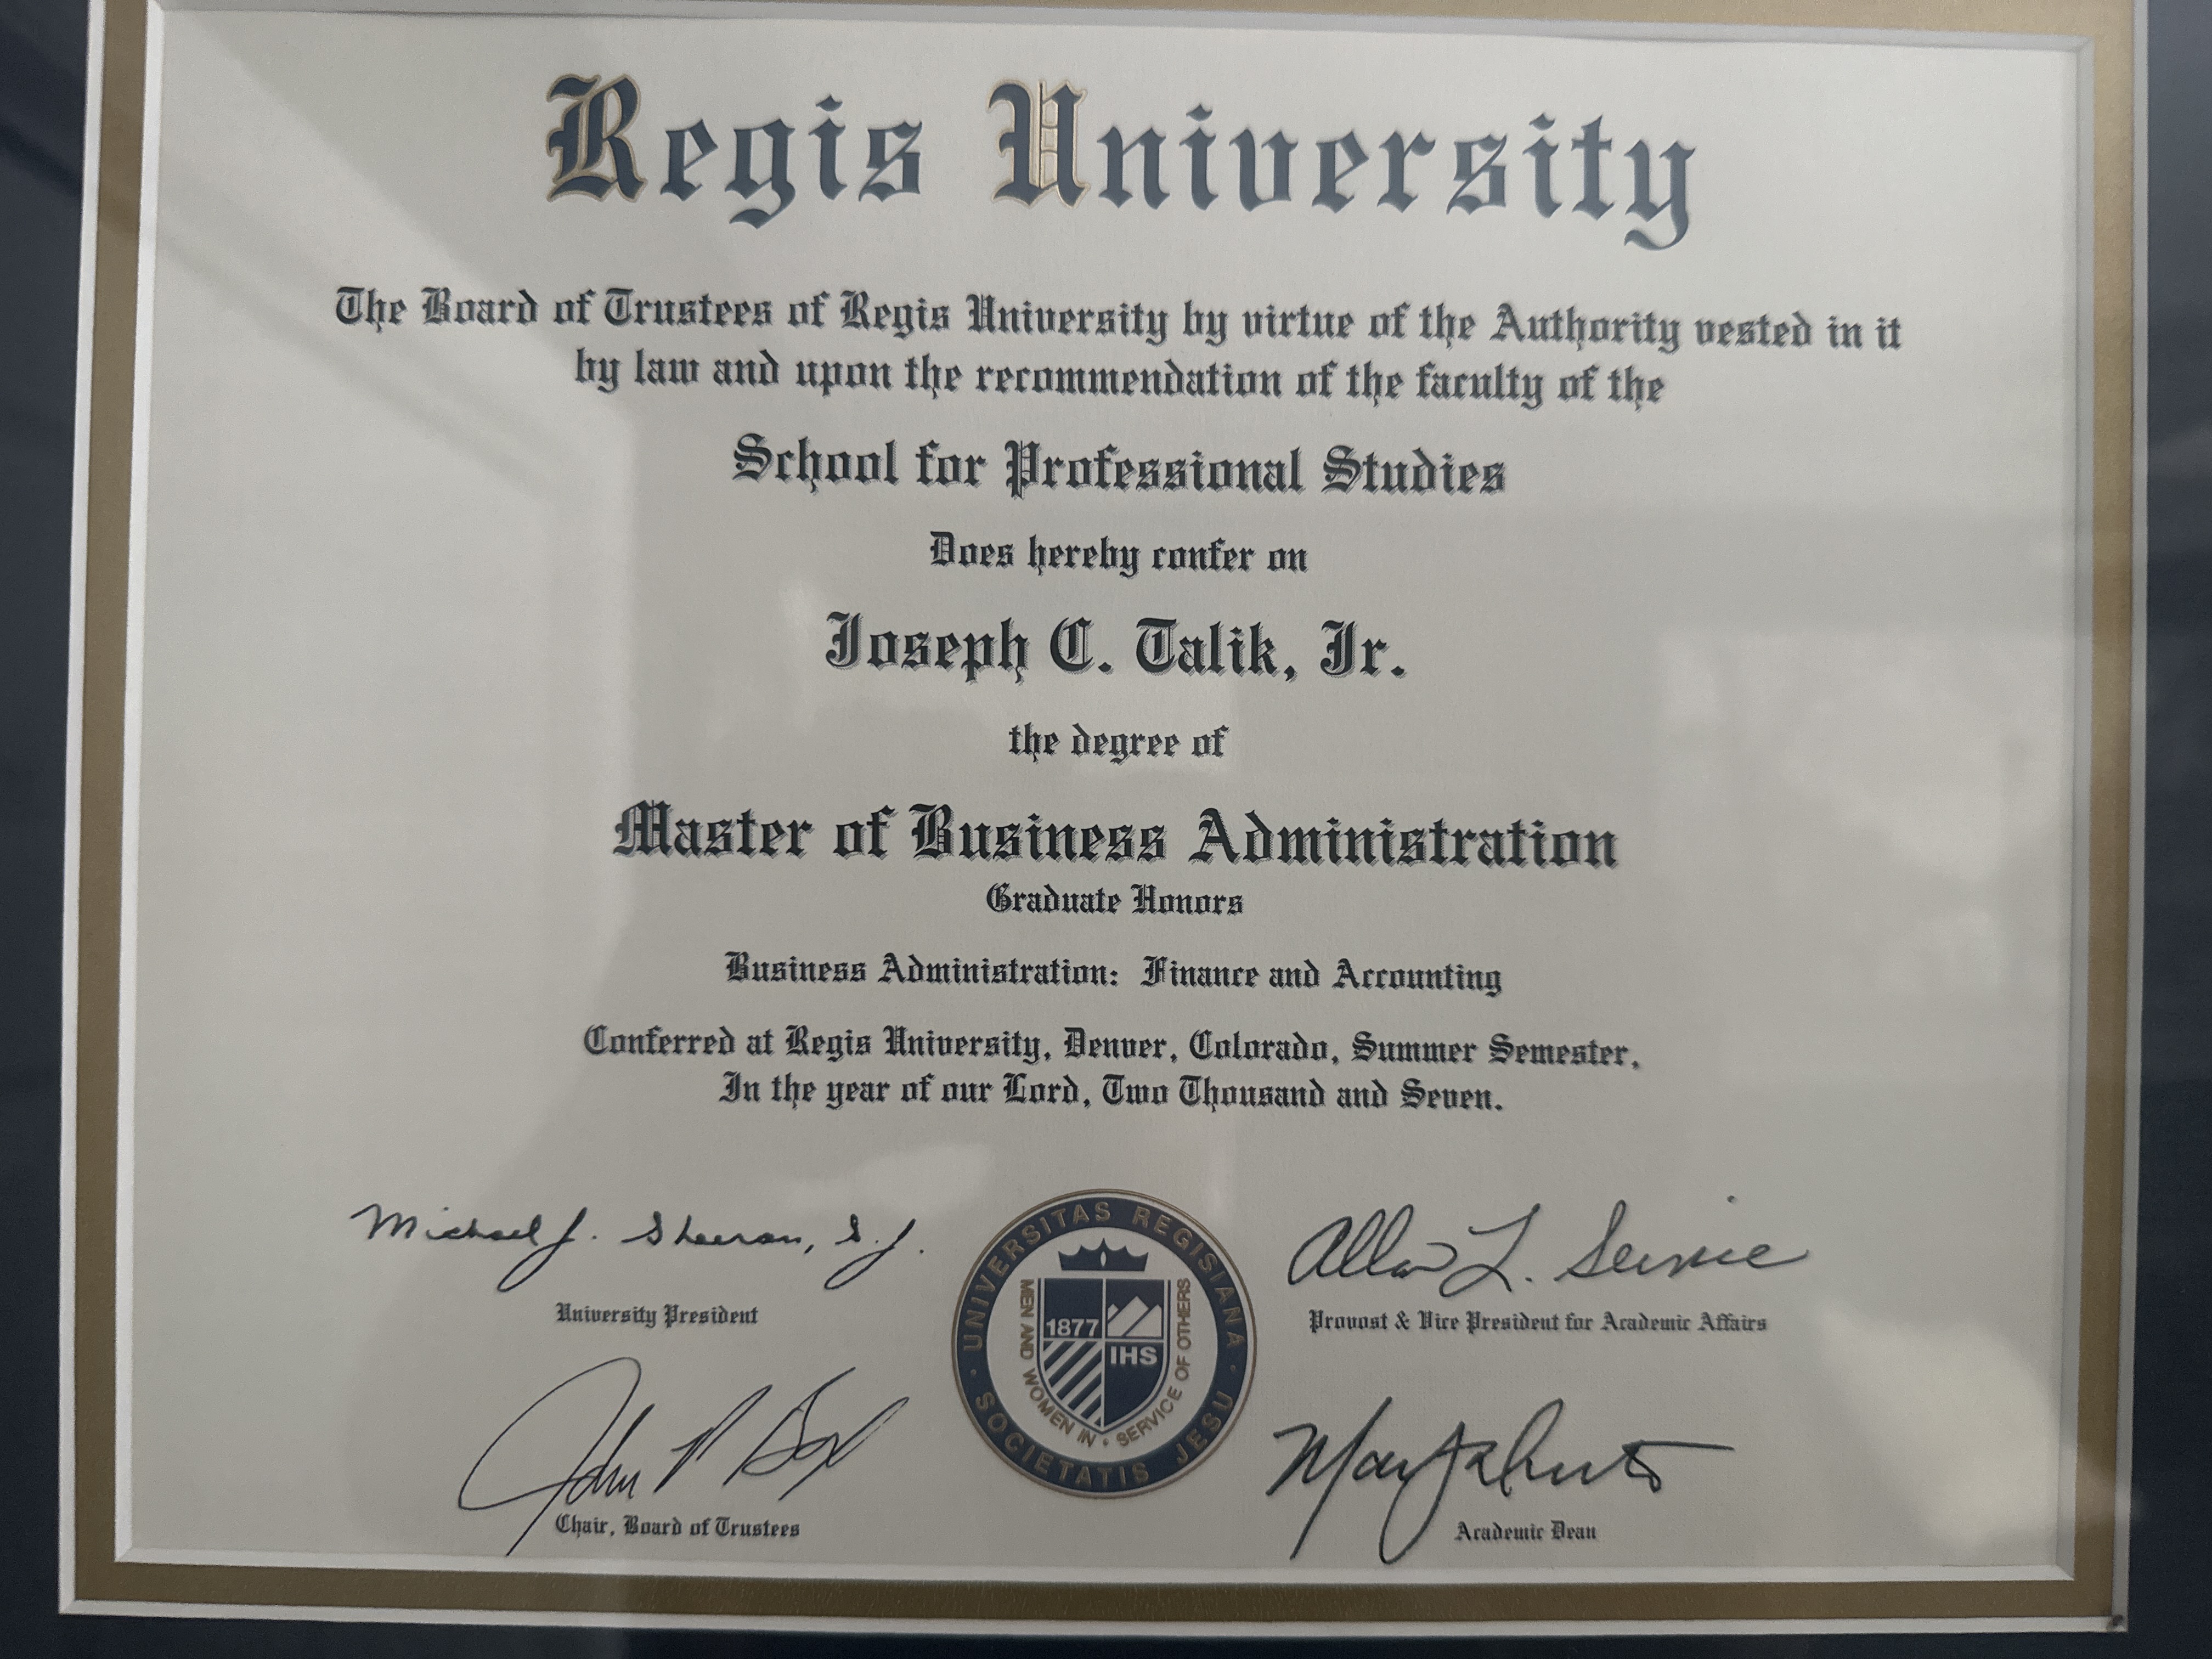 Regis University
The Board of Trustees of Regis University by virtue of the Authority vested in it
by law and upon the recommendation of the faculty of the
School for Professional Studies
Does hereby confer on
Joseph C. Talik, Jr.
the degree of
Master of Business Administration
Graduate Honors
Business Administration: Finance and Accounting
Conferred at Regis University, Denver, Colorado, Summer Semester,
In the year of our Lord, Two Thousand and Seven.
Michael J. Sheeran, S.J.
University President
Allan L. Service
Provost & Vice President for Academic Affairs
UNIVERSITAS REGISIANA · SOCIETATIS JESU ·
MEN AND WOMEN IN · SERVICE OF OTHERS
1877
IHS
John P
Chair, Board of Trustees
Academic Dean